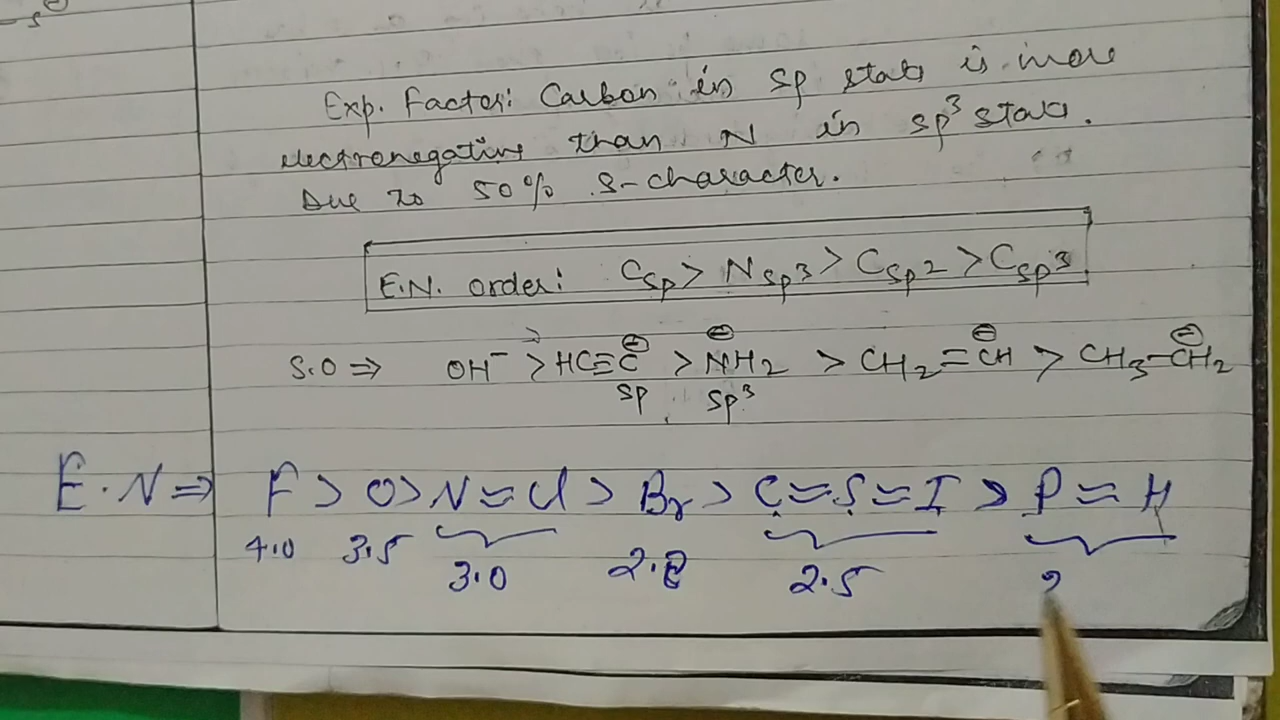 Exp. Factor: Carbon in sp state is more
electronegative than N in sp³ state.
Due to 50% s-character.
E.N. order: Csp > Nsp³ > Csp2 > Csp³
S.O ⇒ OH⁻ > HC≡C⊖ > N⊖H2 > CH2=C⊖H > CH3-C⊖H2
sp sp³
E.N ⇒ F > O > N ≈ Cl > Br > C ≈ S ≈ I > P ≈ H
4.0 3.5 3.0 2.8 2.5 2